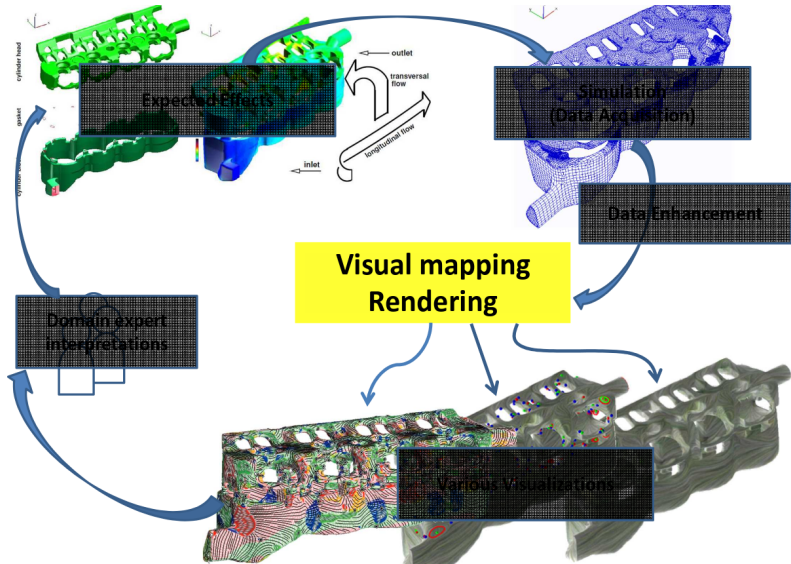 cylinder head
outlet
transversal
flow
Expected Effects
Simulation
(Data Acquisition)
gasket
longitudinal flow
inlet
Data Enhancement
Visual mapping
Rendering
Domain expert
interpretations
Various Visualizations